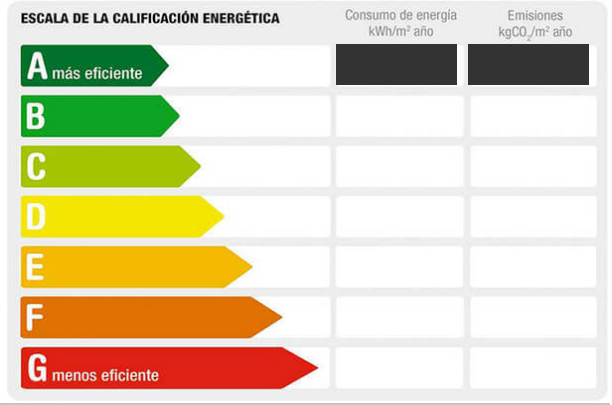 ESCALA DE LA CALIFICACIÓN ENERGÉTICA
Consumo de energía
kWh/m² año
Emisiones
kgCO₂/m² año
A más eficiente
B
C
D
E
F
G menos eficiente